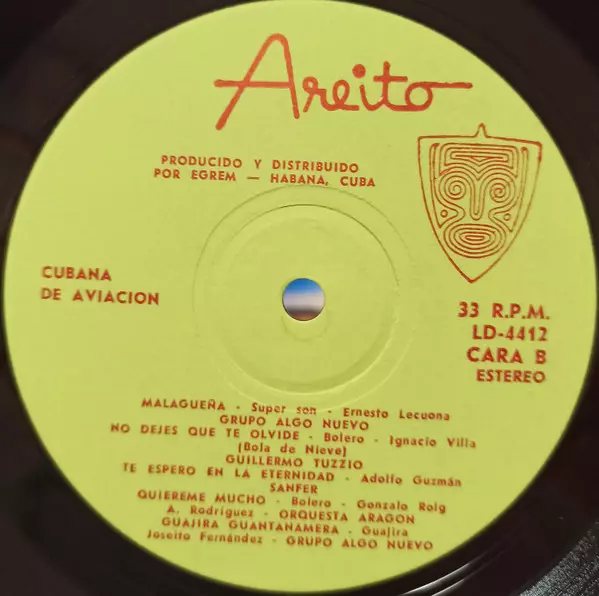 Areito
PRODUCIDO Y DISTRIBUIDO
POR EGREM — HABANA, CUBA
CUBANA
DE AVIACION
33 R.P.M.
LD-4412
CARA B
ESTEREO
MALAGUEÑA - Super son - Ernesto Lecuona
GRUPO ALGO NUEVO
NO DEJES QUE TE OLVIDE - Bolero - Ignacio Villa
(Bola de Nieve)
GUILLERMO TUZZIO
TE ESPERO EN LA ETERNIDAD - Adolfo Guzmán
SANFER
QUIEREME MUCHO - Bolero - Gonzalo Roig
A. Rodríguez - ORQUESTA ARAGON
GUAJIRA GUANTANAMERA - Guajira
Joseito Fernández - GRUPO ALGO NUEVO